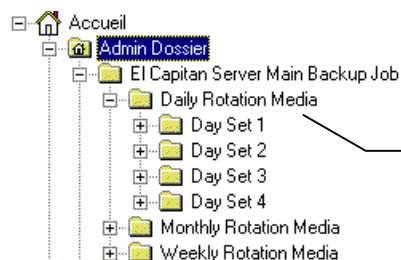 Accueil
Admin Dossier
El Capitan Server Main Backup Job
Daily Rotation Media
Day Set 1
Day Set 2
Day Set 3
Day Set 4
Monthly Rotation Media
Weekly Rotation Media